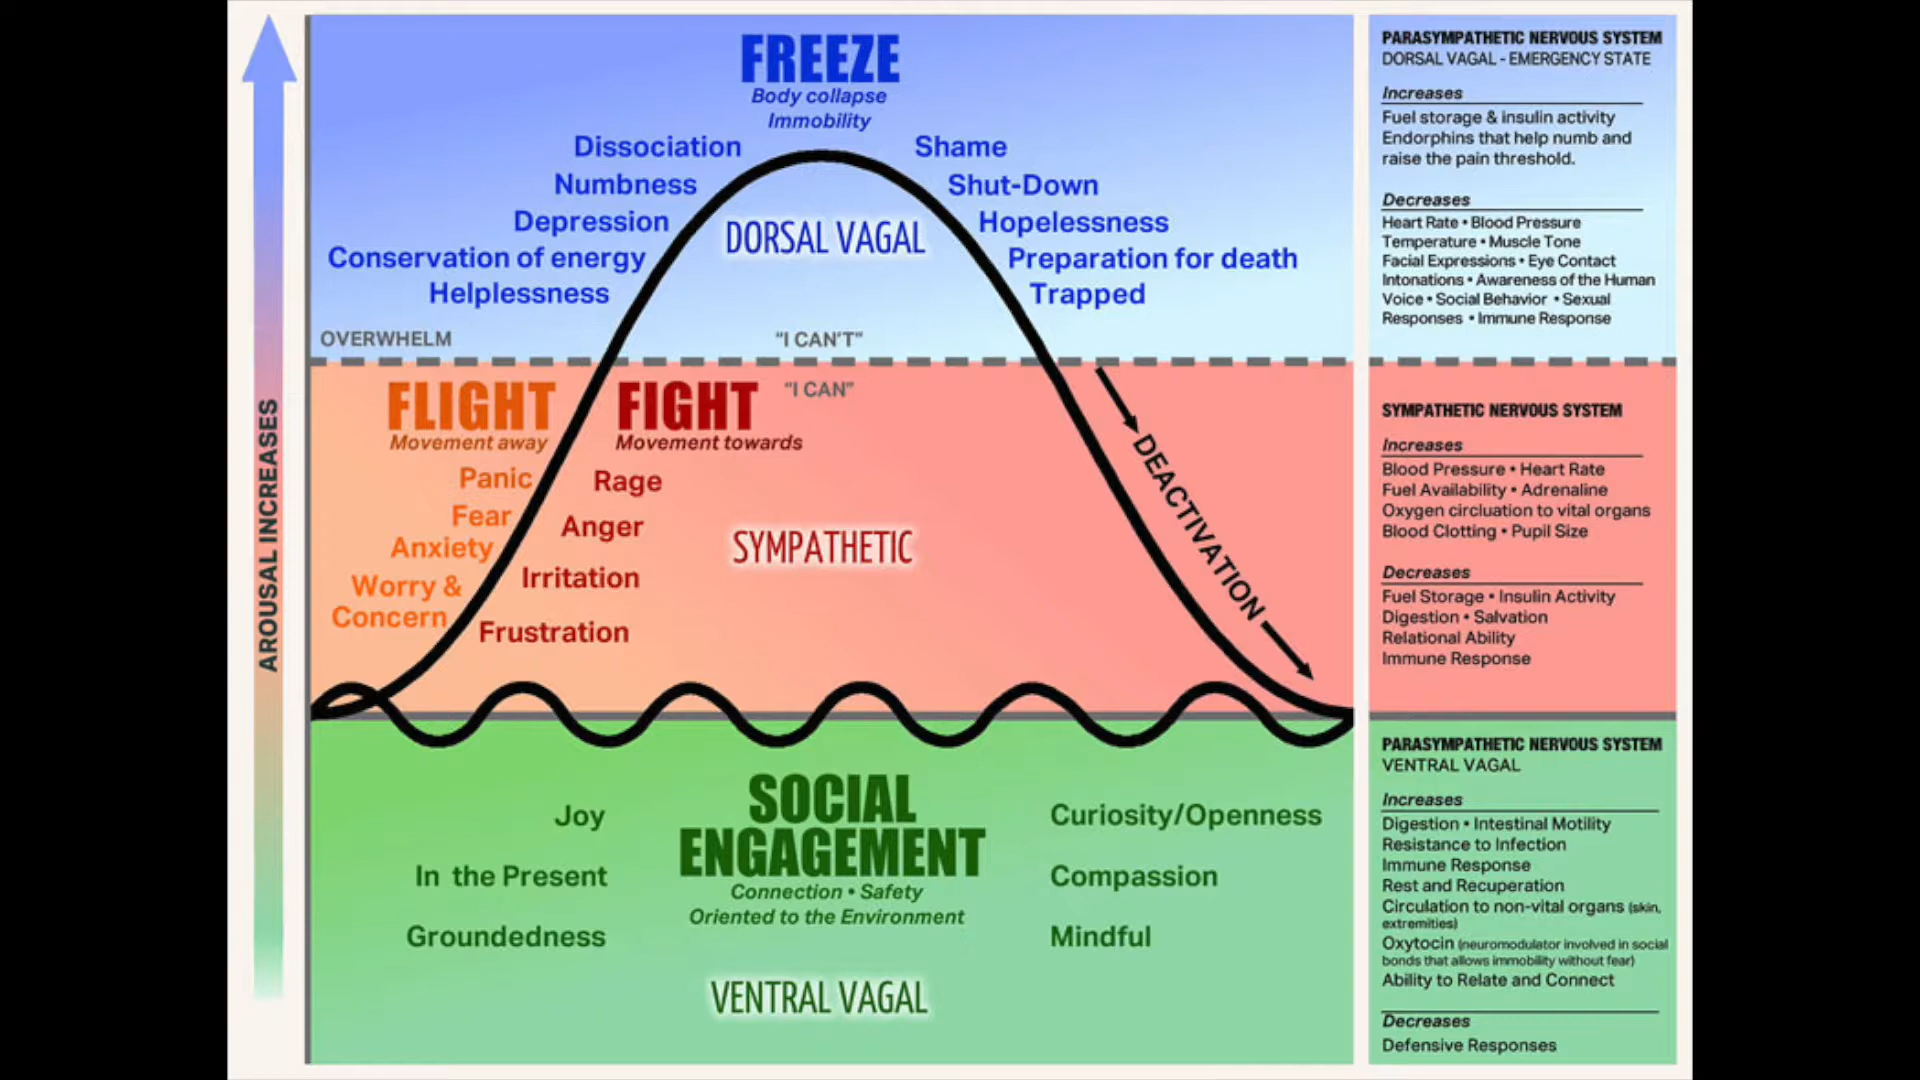 FREEZE
Body collapse
Immobility
Dissociation
Numbness
Depression
Conservation of energy
Helplessness
Shame
Shut-Down
Hopelessness
Preparation for death
Trapped
DORSAL VAGAL
OVERWHELM
"I CAN'T"
"I CAN"
FLIGHT
Movement away
Panic
Fear
Anxiety
Worry &
Concern
FIGHT
Movement towards
Rage
Anger
Irritation
Frustration
SYMPATHETIC
DEACTIVATION
AROUSAL INCREASES
SOCIAL
ENGAGEMENT
Connection • Safety
Oriented to the Environment
Joy
In the Present
Groundedness
Curiosity/Openness
Compassion
Mindful
VENTRAL VAGAL
PARASYMPATHETIC NERVOUS SYSTEM
DORSAL VAGAL - EMERGENCY STATE
Increases
Fuel storage & insulin activity
Endorphins that help numb and
raise the pain threshold.
Decreases
Heart Rate • Blood Pressure
Temperature • Muscle Tone
Facial Expressions • Eye Contact
Intonations • Awareness of the Human
Voice • Social Behavior • Sexual
Responses • Immune Response
SYMPATHETIC NERVOUS SYSTEM
Increases
Blood Pressure • Heart Rate
Fuel Availability • Adrenaline
Oxygen circluation to vital organs
Blood Clotting • Pupil Size
Decreases
Fuel Storage • Insulin Activity
Digestion • Salvation
Relational Ability
Immune Response
PARASYMPATHETIC NERVOUS SYSTEM
VENTRAL VAGAL
Increases
Digestion • Intestinal Motility
Resistance to Infection
Immune Response
Rest and Recuperation
Circulation to non-vital organs (skin,
extremities)
Oxytocin (neuromodulator involved in social
bonds that allows immobility without fear)
Ability to Relate and Connect
Decreases
Defensive Responses